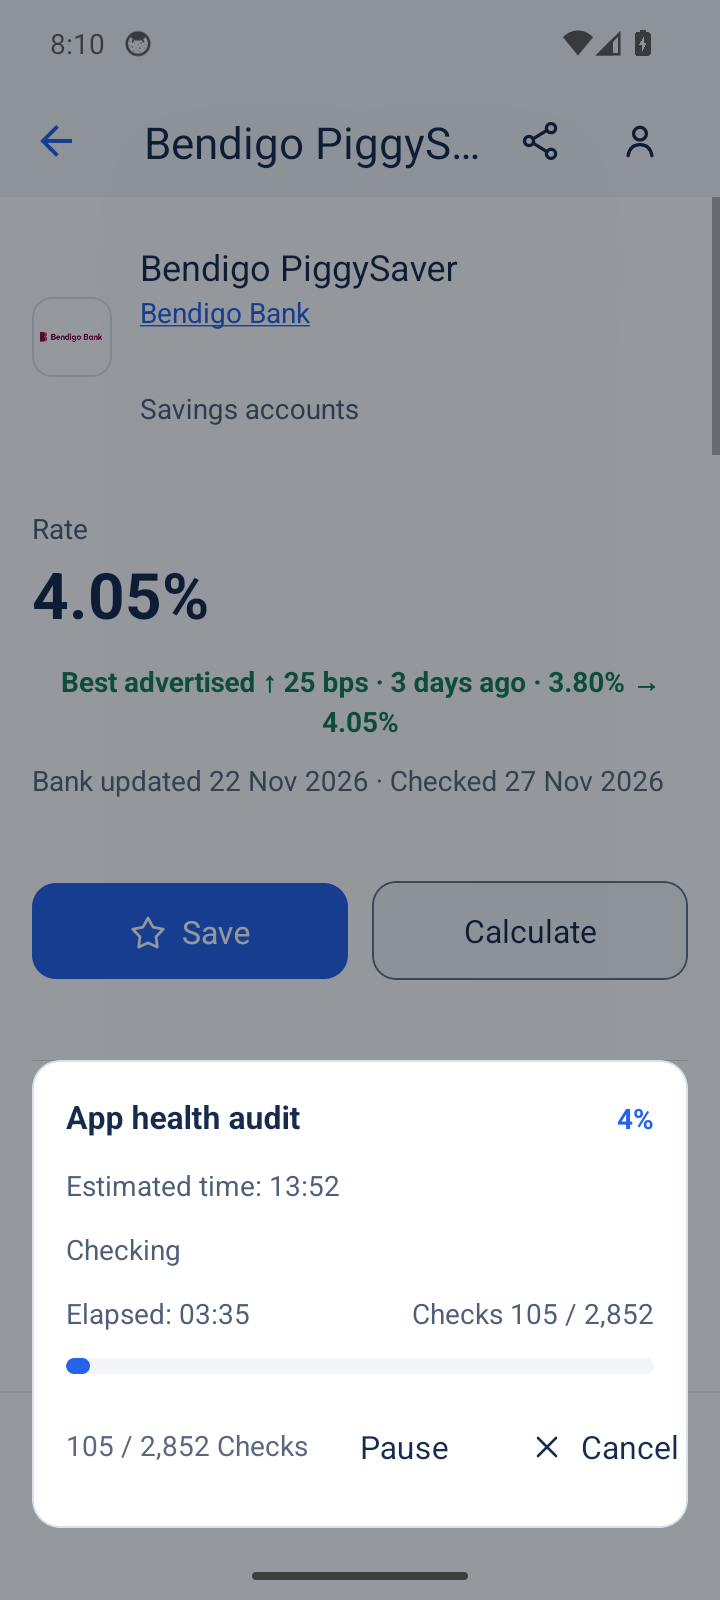 8:10
Bendigo PiggyS...
Bendigo PiggySaver
Bendigo Bank
Bendigo Bank
Savings accounts
Rate
4.05%
Best advertised ↑ 25 bps · 3 days ago · 3.80% →
4.05%
Bank updated 22 Nov 2026 · Checked 27 Nov 2026
Save
Calculate
App health audit 4%
Estimated time: 13:52
Checking
Elapsed: 03:35 Checks 105 / 2,852
105 / 2,852 Checks Pause Cancel